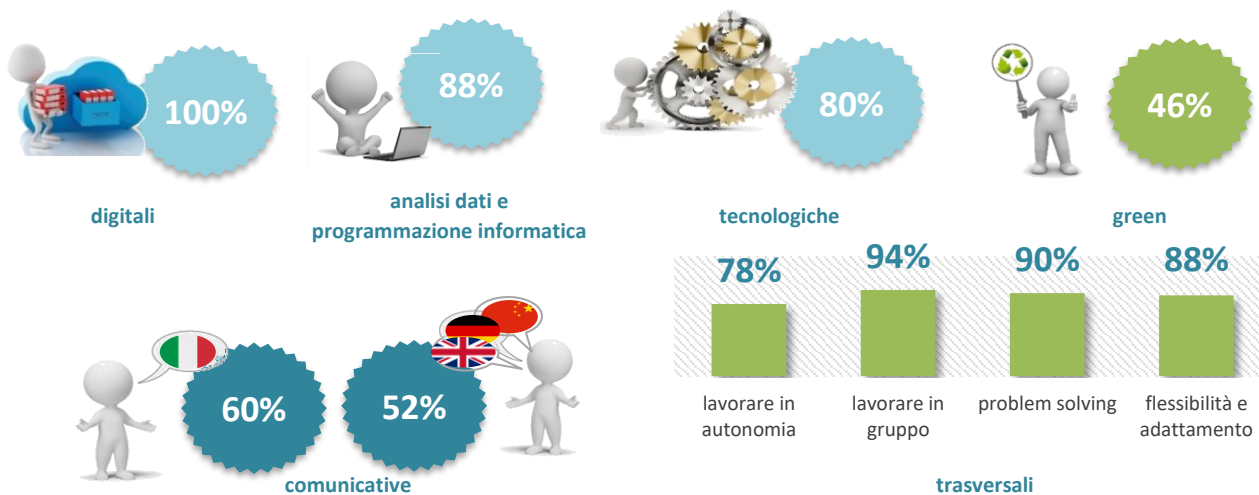 100%
88%
80%
46%
digitali
analisi dati e
programmazione informatica
tecnologiche
green
60%
52%
comunicative
78%
94%
90%
88%
lavorare in
autonomia
lavorare in
gruppo
problem solving
flessibilità e
adattamento
trasversali